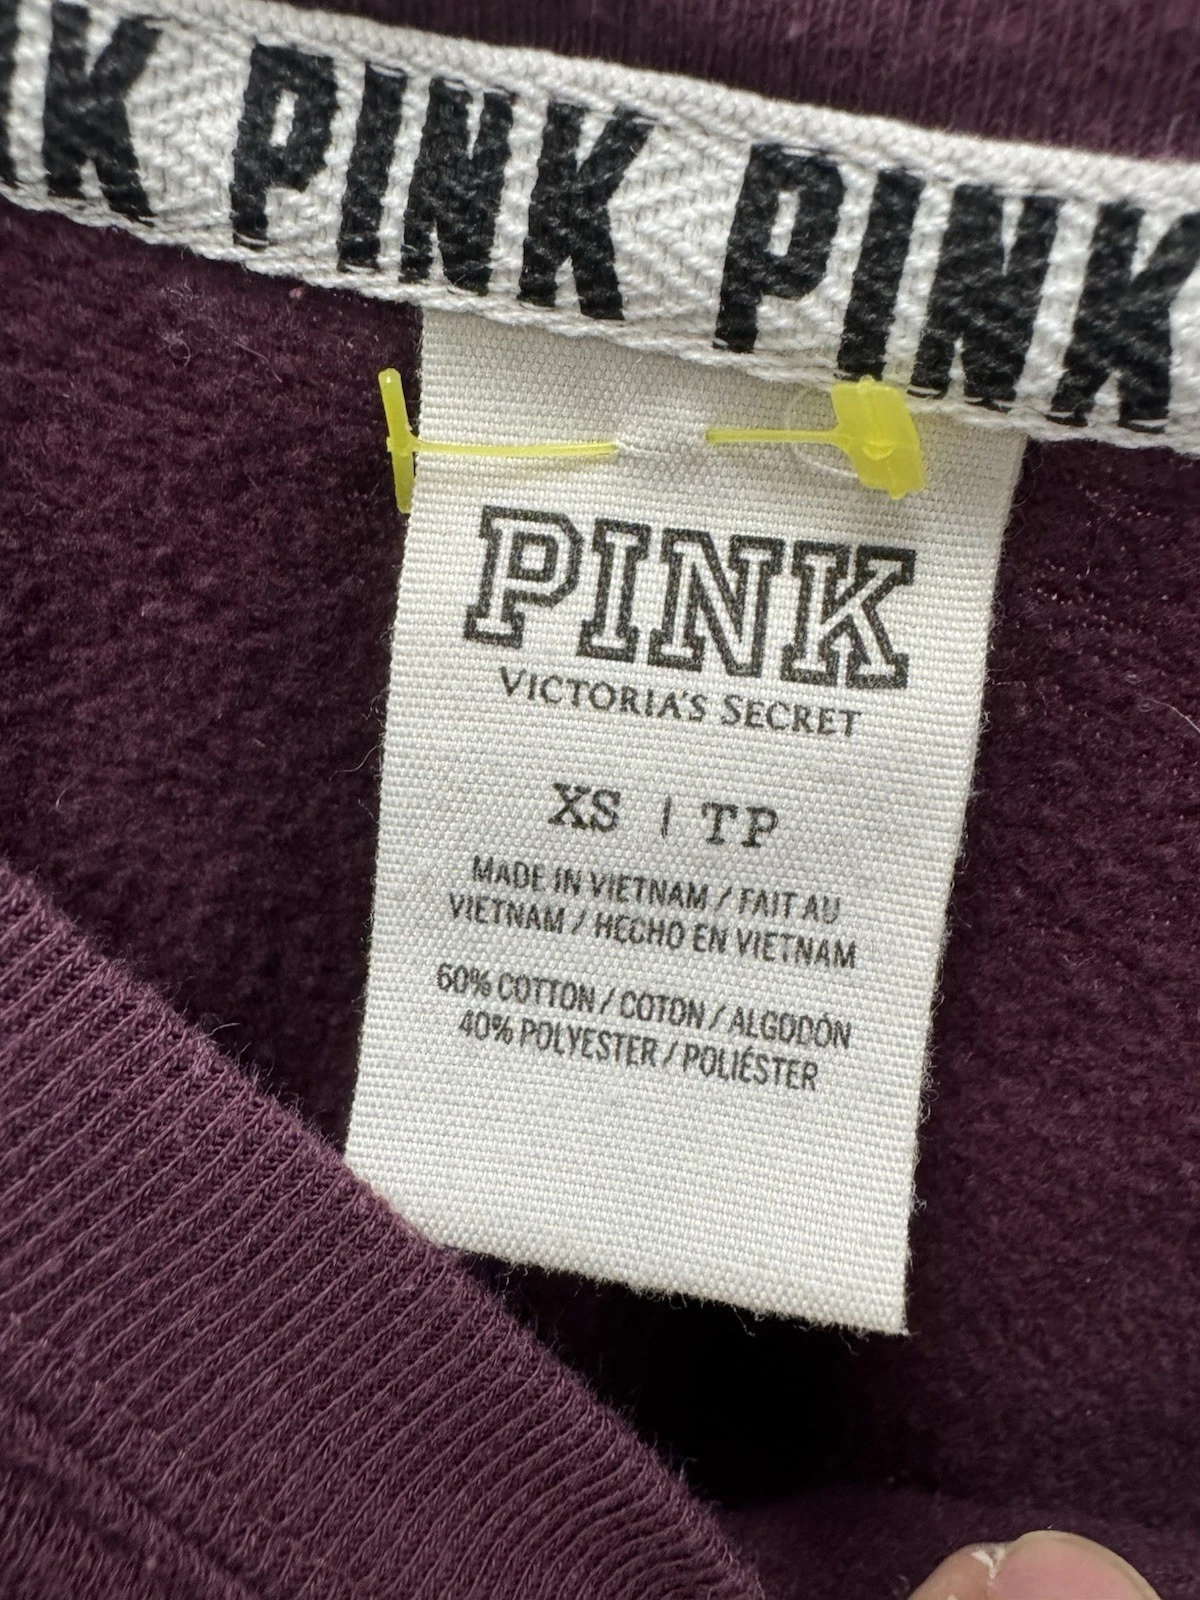 PINK PINK PINK
PINK
VICTORIA'S SECRET
XS | TP
MADE IN VIETNAM / FAIT AU
VIETNAM / HECHO EN VIETNAM
60% COTTON / COTON / ALGODÓN
40% POLYESTER / POLIÉSTER